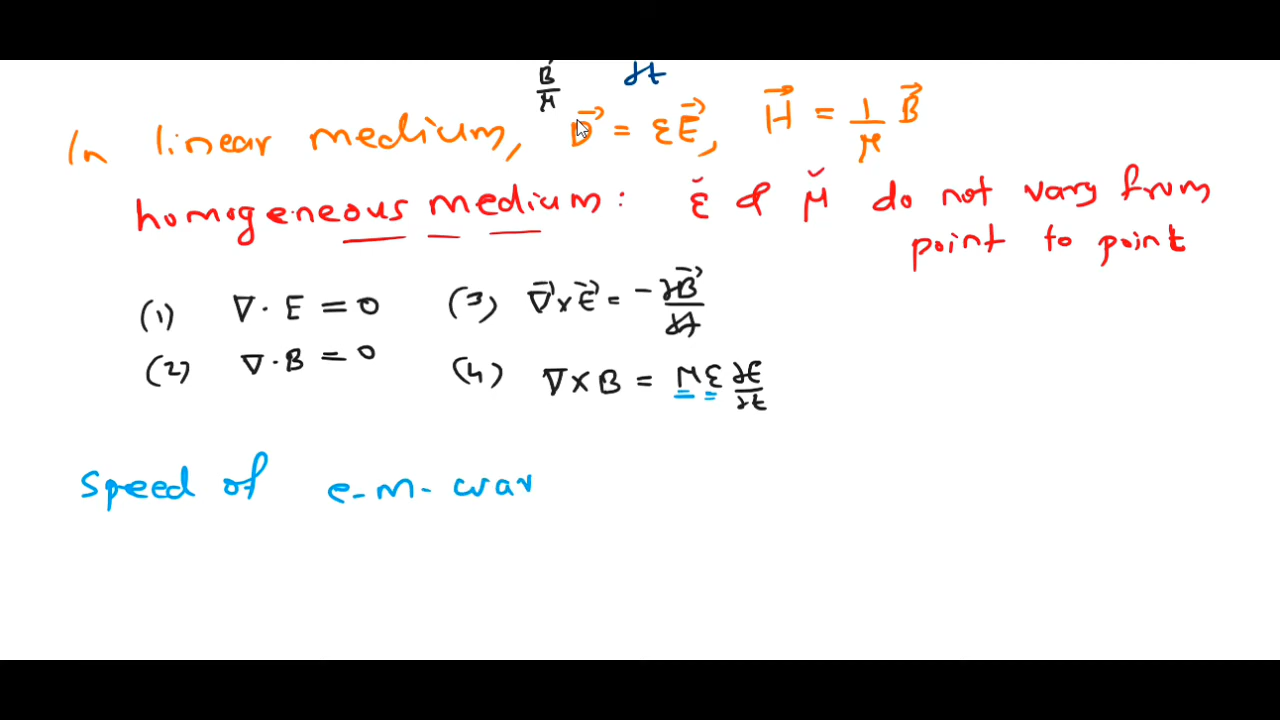 B/μ ∂t
In linear medium, D⃗ = εE⃗, H⃗ = 1/μ B⃗
homogeneous medium: ε & μ do not vary from
point to point
(1) ∇· E = 0 (3) ∇⃗×E⃗ = - ∂B⃗/∂t
(2) ∇·B = 0 (4) ∇×B = με ∂E/∂t
Speed of e-m- wav